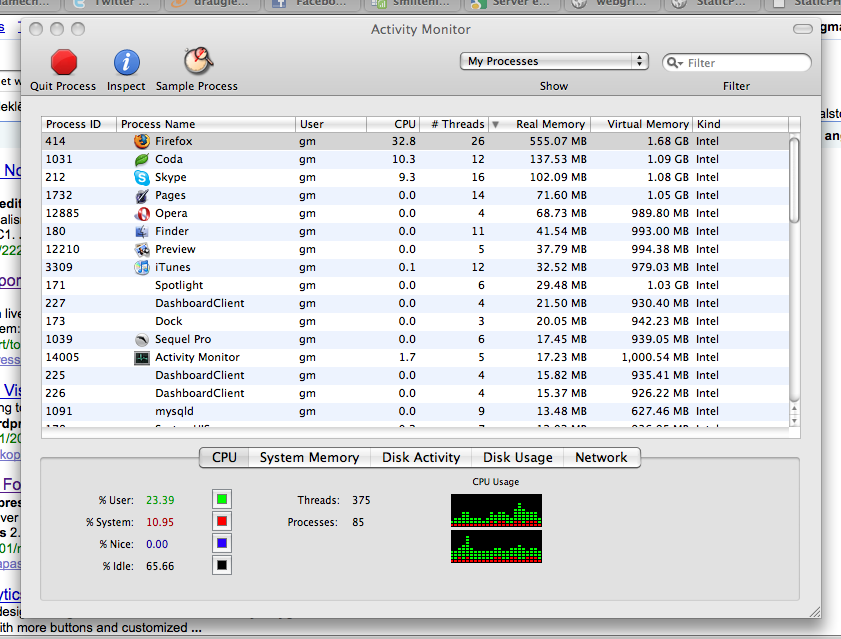 Twitter ...
draugie...
Facebo...
smilteni...
Server e...
webgri...
StaticP...
StaticPH
Activity Monitor
Quit Process
Inspect
Sample Process
My Processes
Show
Filter
Filter
Process ID Process Name User CPU # Threads Real Memory Virtual Memory Kind
414 Firefox gm 32.8 26 555.07 MB 1.68 GB Intel
1031 Coda gm 10.3 12 137.53 MB 1.09 GB Intel
212 Skype gm 9.3 16 102.09 MB 1.08 GB Intel
1732 Pages gm 0.0 14 71.60 MB 1.05 GB Intel
12885 Opera gm 0.0 4 68.73 MB 989.80 MB Intel
180 Finder gm 0.0 11 41.54 MB 993.00 MB Intel
12210 Preview gm 0.0 5 37.79 MB 994.38 MB Intel
3309 iTunes gm 0.1 12 32.52 MB 979.03 MB Intel
171 Spotlight gm 0.0 6 29.48 MB 1.03 GB Intel
227 DashboardClient gm 0.0 4 21.50 MB 930.40 MB Intel
173 Dock gm 0.0 3 20.05 MB 942.23 MB Intel
1039 Sequel Pro gm 0.0 6 17.45 MB 939.05 MB Intel
14005 Activity Monitor gm 1.7 5 17.23 MB 1,000.54 MB Intel
225 DashboardClient gm 0.0 4 15.82 MB 935.41 MB Intel
226 DashboardClient gm 0.0 4 15.37 MB 926.22 MB Intel
1091 mysqld gm 0.0 9 13.48 MB 627.46 MB Intel
CPU System Memory Disk Activity Disk Usage Network
CPU Usage
% User: 23.39 Threads: 375
% System: 10.95 Processes: 85
% Nice: 0.00
% Idle: 65.66
with more buttons and customized ...